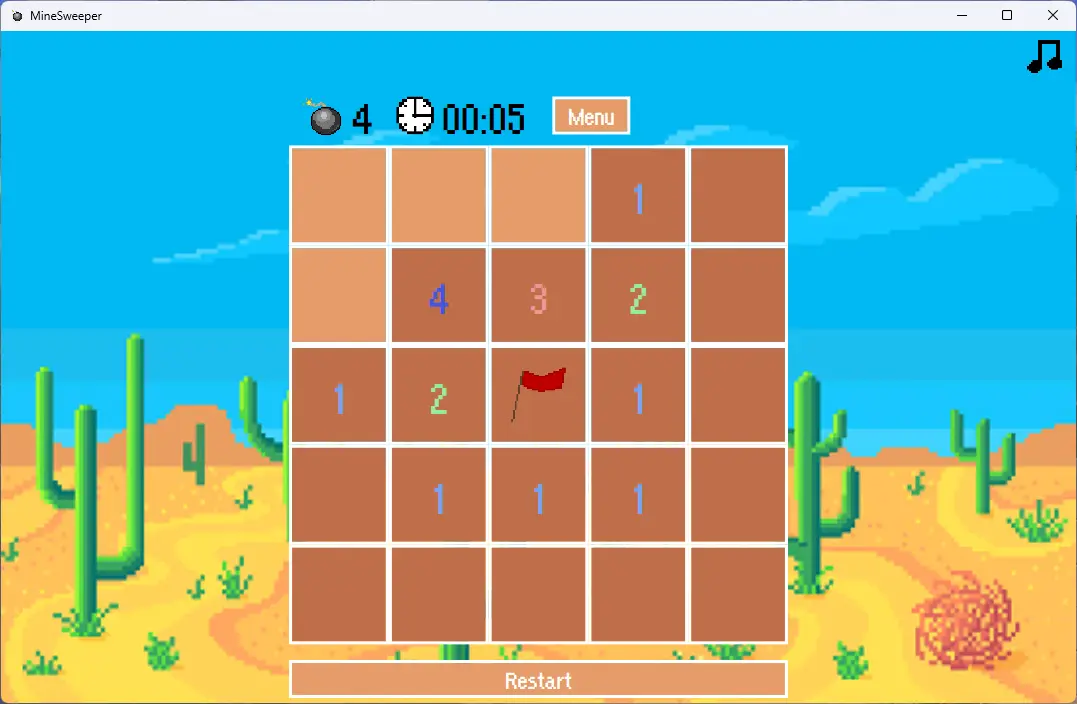 MineSweeper
4 00:05 Menu
1
4 3 2
1 2 1
1 1 1
Restart